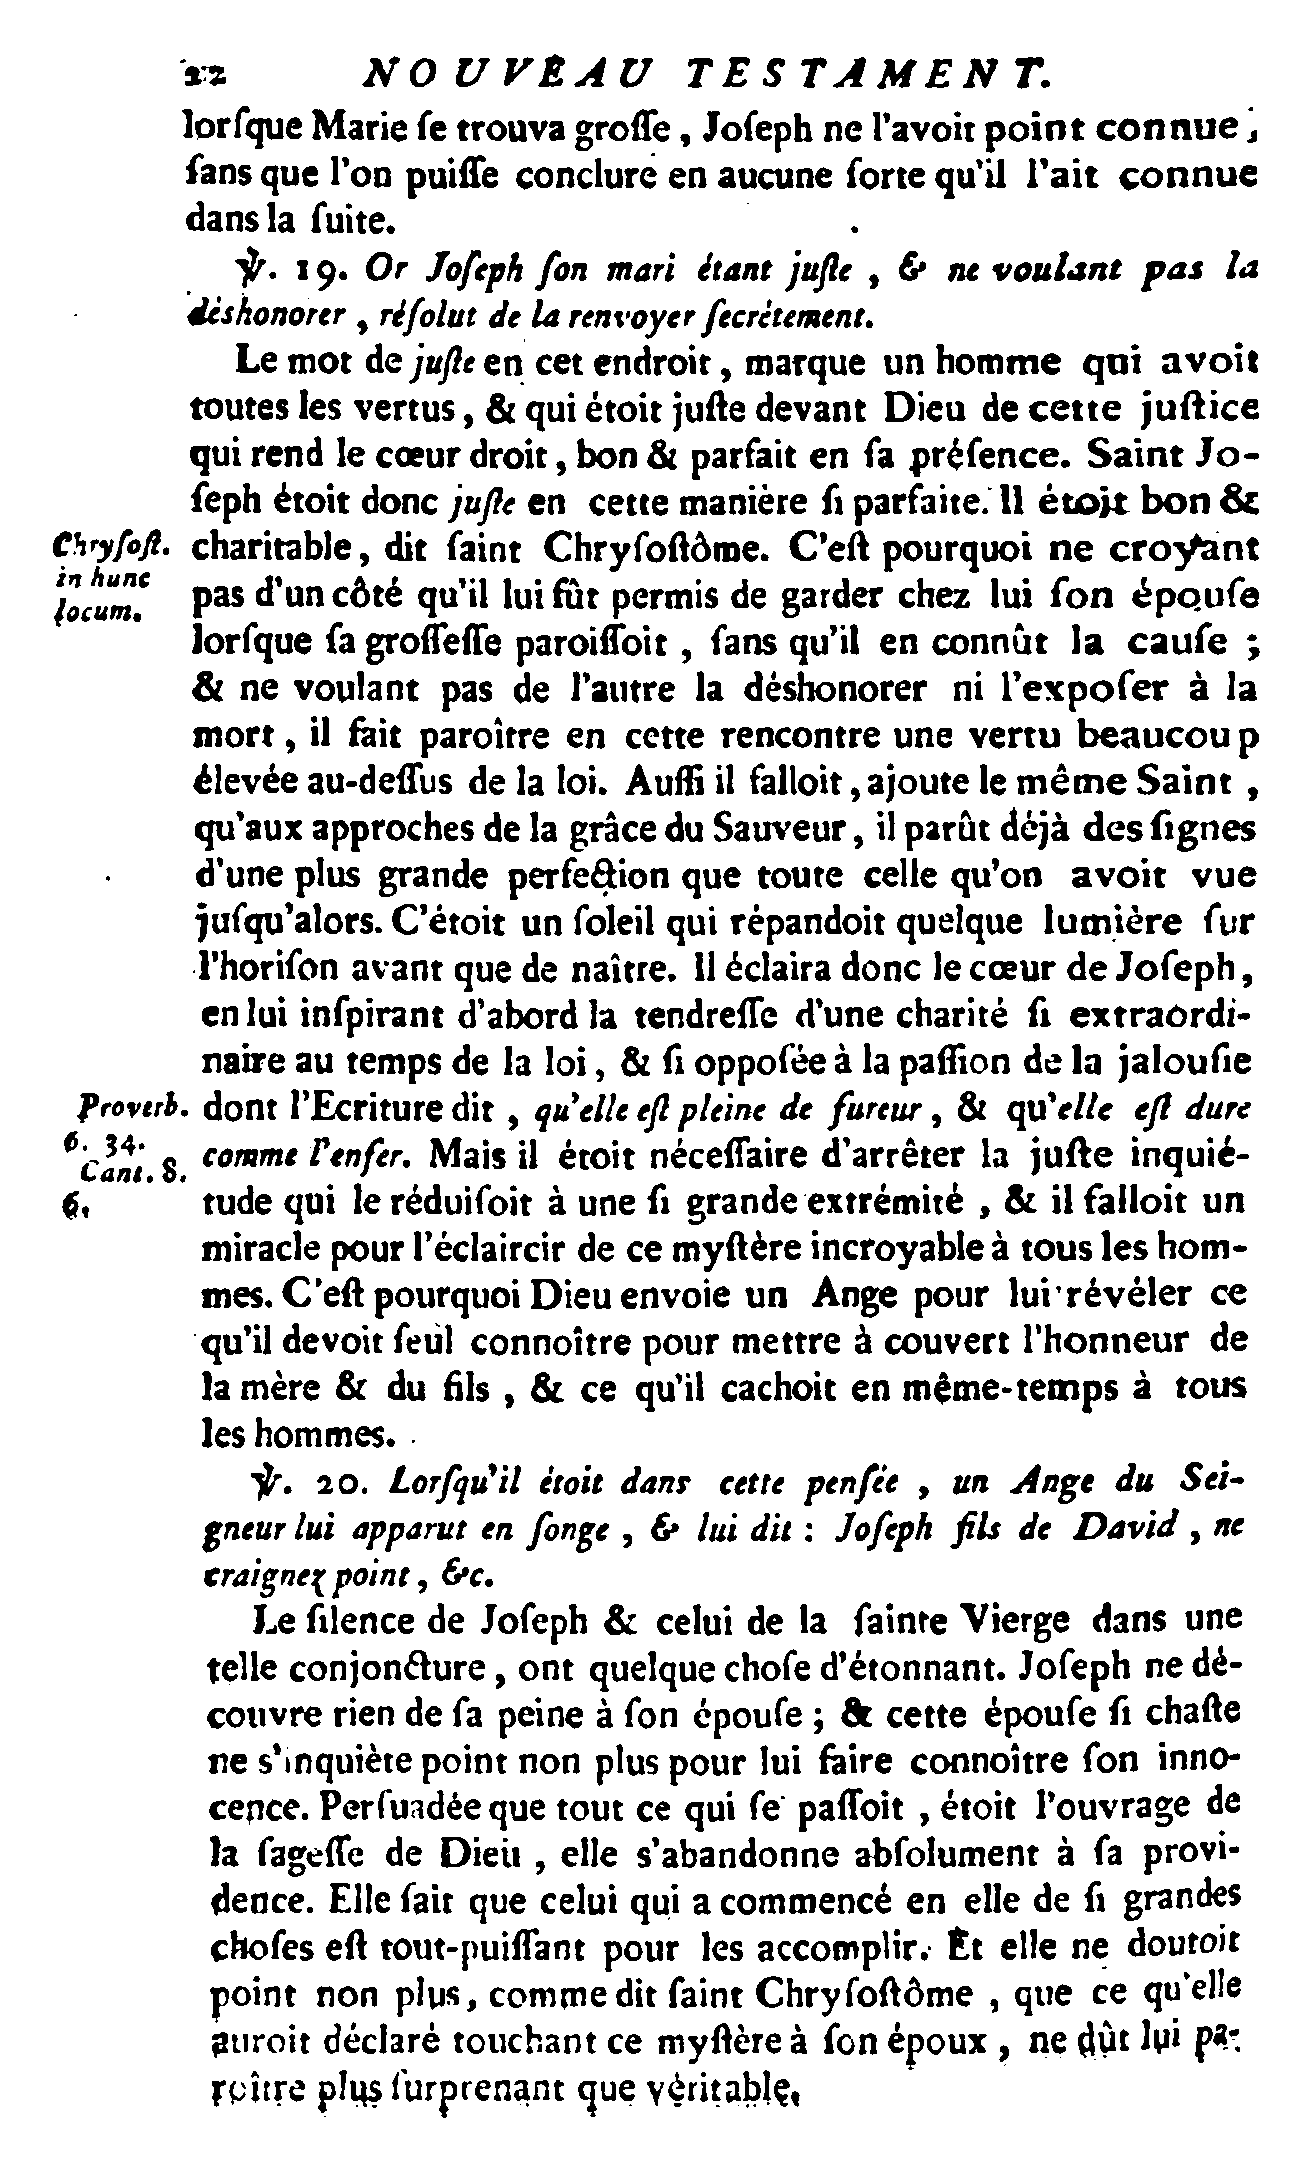 22 NOUVEAU TESTAMENT.
lorſque Marie ſe trouva groſſe, Joſeph ne l'avoit point connue;
ſans que l'on puiſſe conclure en aucune ſorte qu'il l'ait connue
dans la ſuite.
℣. 19. Or Joſeph ſon mari étant juſte, & ne voulant pas la
déshonorer, réſolut de la renvoyer ſecrètement.
Le mot de juſte en cet endroit, marque un homme qui avoit
toutes les vertus, & qui étoit juſte devant Dieu de cette juſtice
qui rend le cœur droit, bon & parfait en ſa préſence. Saint Jo-
ſeph étoit donc juſte en cette manière ſi parfaite. Il étoit bon &
Chryſoſt.
in hunc
locum.
charitable, dit ſaint Chryſoſtôme. C'eſt pourquoi ne croyant
pas d'un côté qu'il lui fût permis de garder chez lui ſon épouſe
lorſque ſa groſſeſſe paroiſſoit, ſans qu'il en connût la cauſe;
& ne voulant pas de l'autre la déshonorer ni l'expoſer à la
mort, il fait paroître en cette rencontre une vertu beaucoup
élevée au-deſſus de la loi. Auſſi il falloit, ajoute le même Saint,
qu'aux approches de la grâce du Sauveur, il parût déjà des ſignes
d'une plus grande perfection que toute celle qu'on avoit vue
juſqu'alors. C'étoit un ſoleil qui répandoit quelque lumière ſur
l'horiſon avant que de naître. Il éclaira donc le cœur de Joſeph,
en lui inſpirant d'abord la tendreſſe d'une charité ſi extraordi-
naire au temps de la loi, & ſi oppoſée à la paſſion de la jalouſie
Proverb.
6. 34.
Cant. 8.
6.
dont l'Ecriture dit, qu'elle eſt pleine de fureur, & qu'elle eſt dure
comme l'enfer. Mais il étoit néceſſaire d'arrêter la juſte inquié-
tude qui le réduiſoit à une ſi grande extrémité, & il falloit un
miracle pour l'éclaircir de ce myſtère incroyable à tous les hom-
mes. C'eſt pourquoi Dieu envoie un Ange pour lui révéler ce
qu'il devoit ſeul connoître pour mettre à couvert l'honneur de
la mère & du fils, & ce qu'il cachoit en même-temps à tous
les hommes.
℣. 20. Lorſqu'il étoit dans cette penſée, un Ange du Sei-
gneur lui apparut en ſonge, & lui dit : Joſeph fils de David, ne
craignez point, &c.
Le ſilence de Joſeph & celui de la ſainte Vierge dans une
telle conjoncture, ont quelque choſe d'étonnant. Joſeph ne dé-
couvre rien de ſa peine à ſon épouſe; & cette épouſe ſi chaſte
ne s'inquiète point non plus pour lui faire connoître ſon inno-
cence. Perſuadée que tout ce qui ſe paſſoit, étoit l'ouvrage de
la ſageſſe de Dieu, elle s'abandonne abſolument à ſa provi-
dence. Elle ſait que celui qui a commencé en elle de ſi grandes
choſes eſt tout-puiſſant pour les accomplir. Et elle ne doutoit
point non plus, comme dit ſaint Chryſoſtôme, que ce qu'elle
auroit déclaré touchant ce myſtère à ſon époux, ne dût lui pa-
roître plus ſurprenant que véritable.